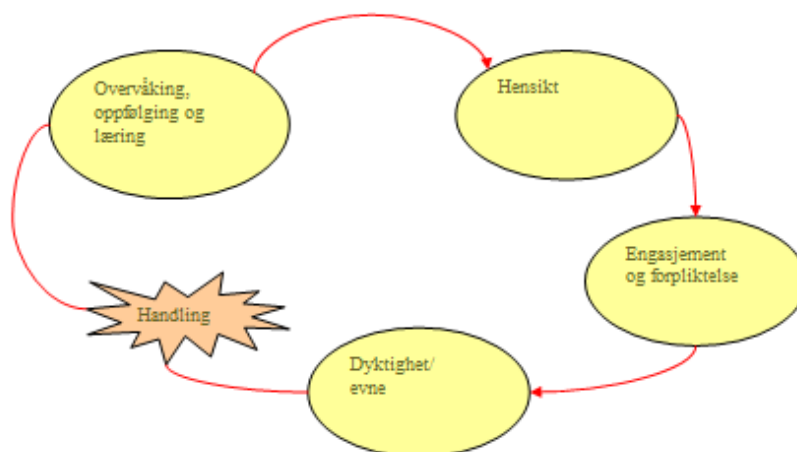 Overvåking,
oppfølging og
læring
Hensikt
Engasjement
og forpliktelse
Dyktighet/
evne
Handling